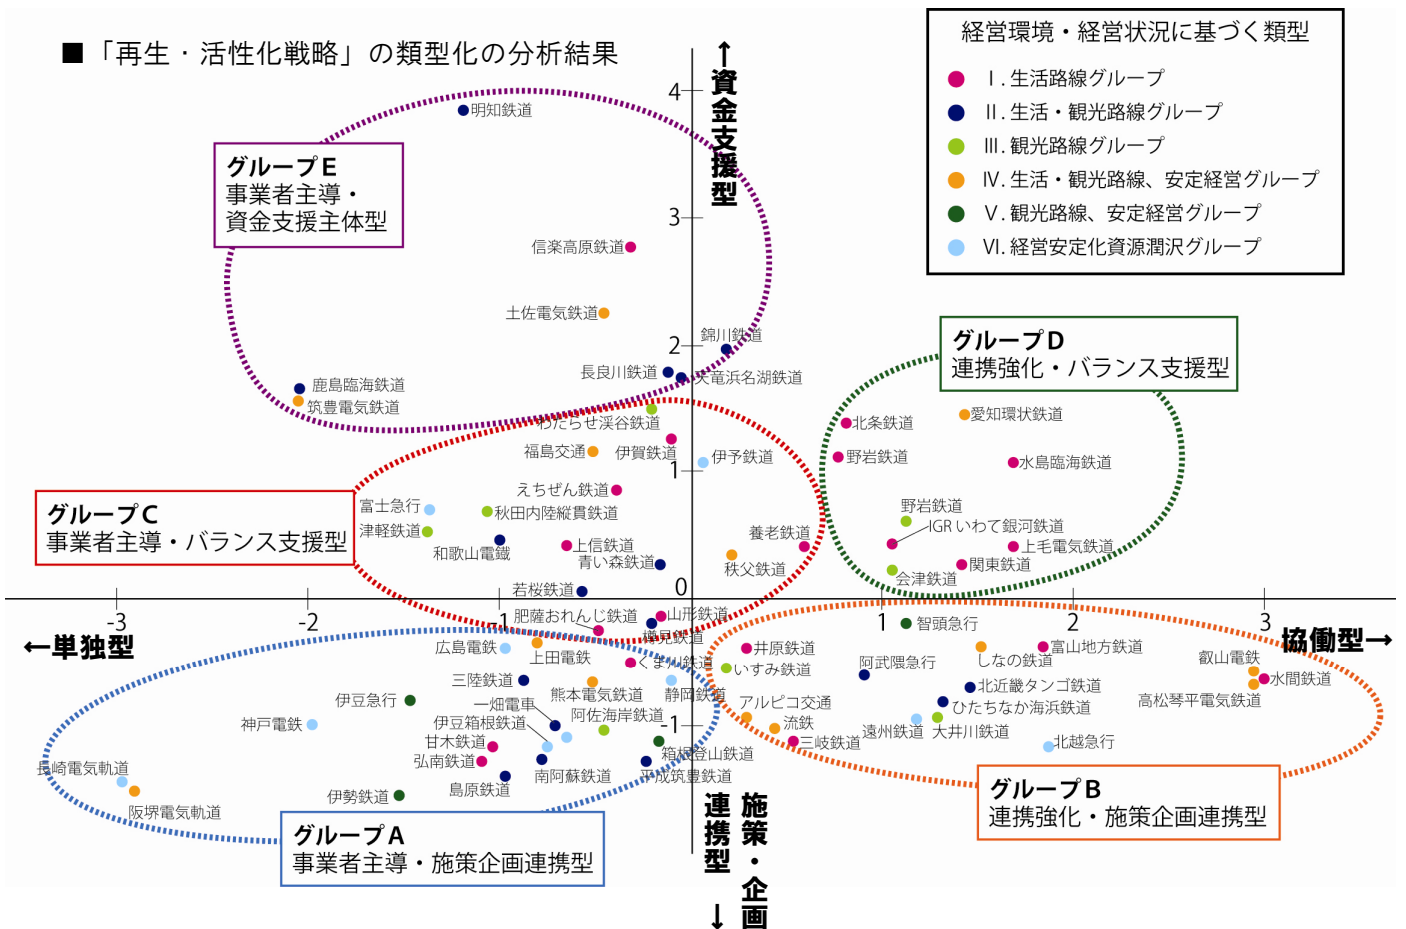 ■「再生・活性化戦略」の類型化の分析結果
経営環境・経営状況に基づく類型
Ⅰ.生活路線グループ
Ⅱ.生活・観光路線グループ
Ⅲ.観光路線グループ
Ⅳ.生活・観光路線、安定経営グループ
Ⅴ.観光路線、安定経営グループ
Ⅵ.経営安定化資源潤沢グループ
↑資金支援型
4
明知鉄道
グループE
事業者主導・
資金支援主体型
3
信楽高原鉄道
土佐電気鉄道
錦川鉄道
2
長良川鉄道
天竜浜名湖鉄道
鹿島臨海鉄道
筑豊電気鉄道
グループD
連携強化・バランス支援型
わたらせ渓谷鉄道
北条鉄道
愛知環状鉄道
福島交通
伊賀鉄道
伊予鉄道
野岩鉄道
水島臨海鉄道
1
えちぜん鉄道
富士急行
秋田内陸縦貫鉄道
津軽鉄道
和歌山電鐵
上信鉄道
青い森鉄道
養老鉄道
秩父鉄道
野岩鉄道
IGRいわて銀河鉄道
上毛電気鉄道
関東鉄道
会津鉄道
グループC
事業者主導・バランス支援型
若桜鉄道
0
-3
-2
-1
1
2
3
←単独型
協働型→
肥薩おれんじ鉄道
山形鉄道
樽見鉄道
智頭急行
広島電鉄
上田電鉄
くま川鉄道
井原鉄道
いすみ鉄道
阿武隈急行
しなの鉄道
富山地方鉄道
叡山電鉄
水間鉄道
高松琴平電気鉄道
三陸鉄道
熊本電気鉄道
静岡鉄道
北近畿タンゴ鉄道
ひたちなか海浜鉄道
伊豆急行
一畑電車
阿佐海岸鉄道
アルピコ交通
流鉄
遠州鉄道
大井川鉄道
神戸電鉄
伊豆箱根鉄道
-1
三岐鉄道
北越急行
甘木鉄道
弘南鉄道
箱根登山鉄道
長崎電気軌道
島原鉄道
南阿蘇鉄道
平成筑豊鉄道
阪堺電気軌道
伊勢鉄道
グループB
連携強化・施策企画連携型
グループA
事業者主導・施策企画連携型
施策・企画
連携型↓